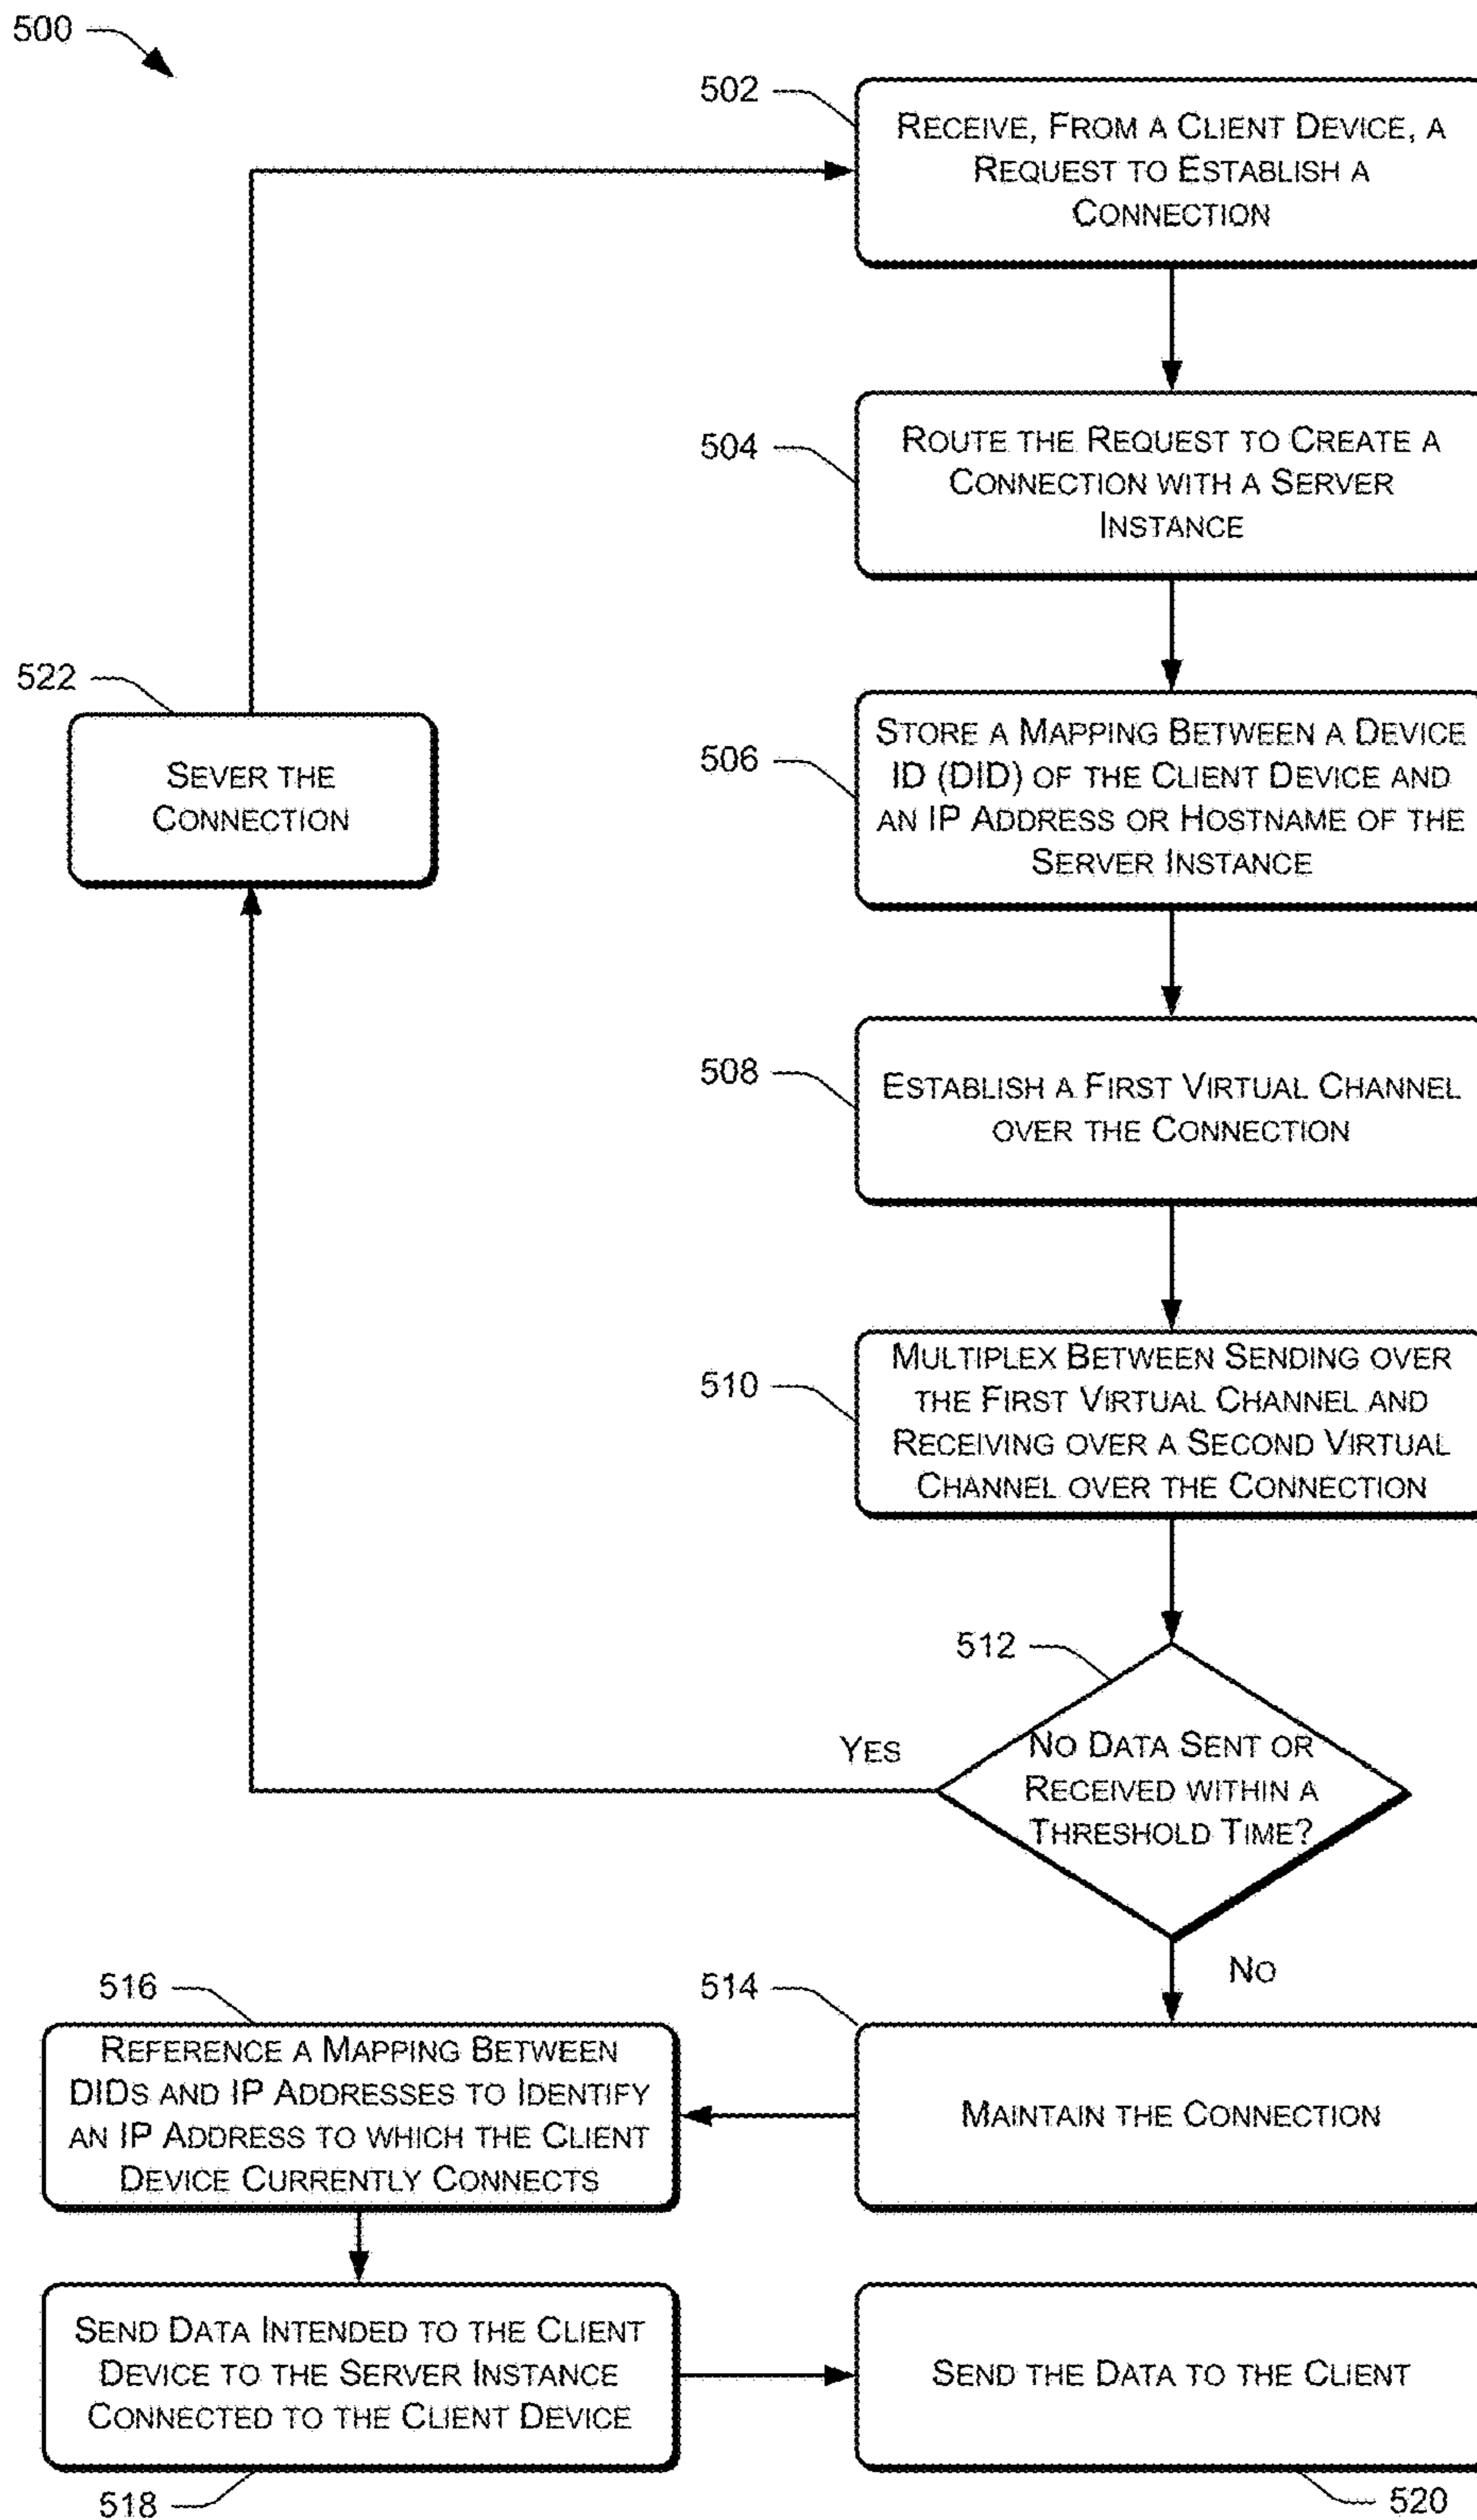 500
502
RECEIVE, FROM A CLIENT DEVICE, A
REQUEST TO ESTABLISH A
CONNECTION
504
ROUTE THE REQUEST TO CREATE A
CONNECTION WITH A SERVER
INSTANCE
506
STORE A MAPPING BETWEEN A DEVICE
ID (DID) OF THE CLIENT DEVICE AND
AN IP ADDRESS OR HOSTNAME OF THE
SERVER INSTANCE
522
SEVER THE
CONNECTION
508
ESTABLISH A FIRST VIRTUAL CHANNEL
OVER THE CONNECTION
510
MULTIPLEX BETWEEN SENDING OVER
THE FIRST VIRTUAL CHANNEL AND
RECEIVING OVER A SECOND VIRTUAL
CHANNEL OVER THE CONNECTION
512
NO DATA SENT OR
RECEIVED WITHIN A
THRESHOLD TIME?
YES
NO
514
MAINTAIN THE CONNECTION
516
REFERENCE A MAPPING BETWEEN
DIDS AND IP ADDRESSES TO IDENTIFY
AN IP ADDRESS TO WHICH THE CLIENT
DEVICE CURRENTLY CONNECTS
SEND DATA INTENDED TO THE CLIENT
DEVICE TO THE SERVER INSTANCE
CONNECTED TO THE CLIENT DEVICE
518
SEND THE DATA TO THE CLIENT
520